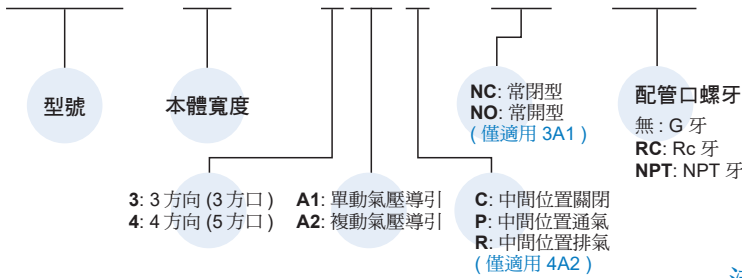 型號
本體寬度
NC: 常閉型
NO: 常開型
( 僅適用 3A1 )
配管口螺牙
無 : G 牙
RC: Rc 牙
NPT: NPT 牙
3: 3 方向 (3 方口 )
4: 4 方向 (5 方口 )
A1: 單動氣壓導引
A2: 複動氣壓導引
C: 中間位置關閉
P: 中間位置通氣
R: 中間位置排氣
( 僅適用 4A2 )